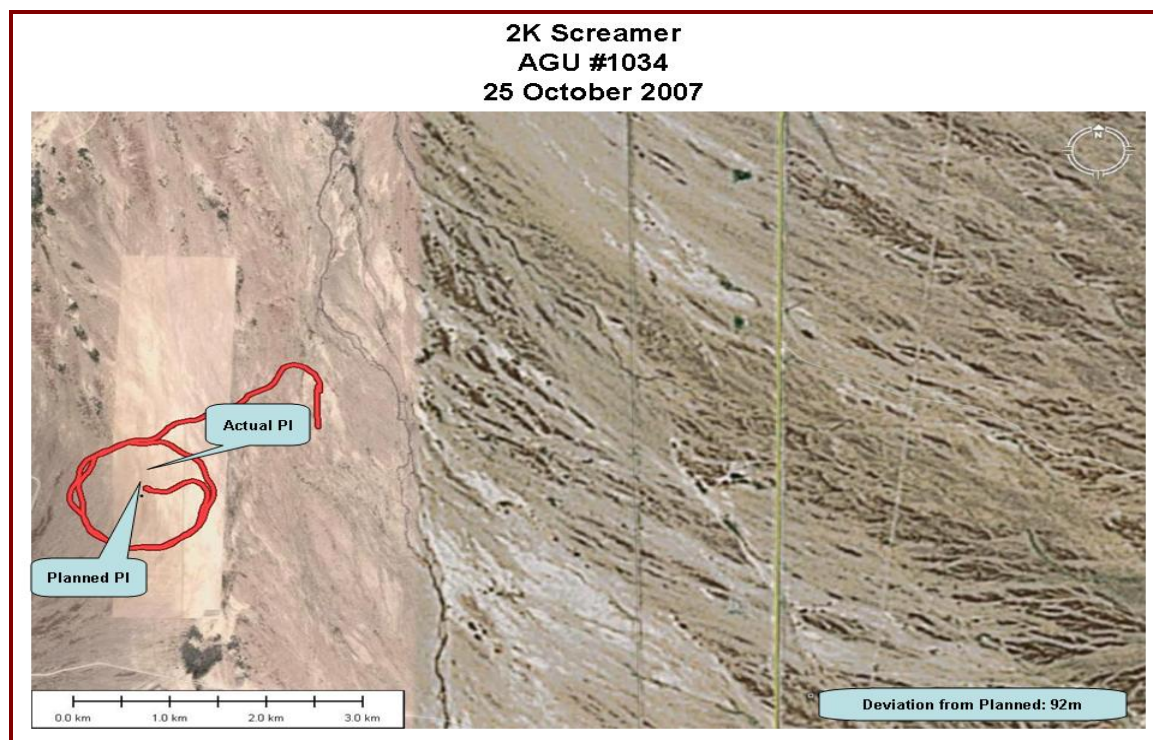 2K Screamer
AGU #1034
25 October 2007
N
Actual PI
Planned PI
0.0 km 1.0 km 2.0 km 3.0 km
Deviation from Planned: 92m